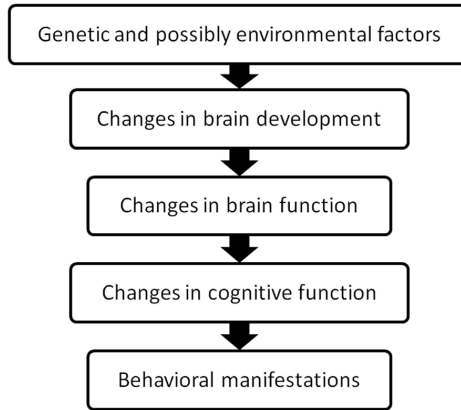 Genetic and possibly environmental factors
Changes in brain development
Changes in brain function
Changes in cognitive function
Behavioral manifestations